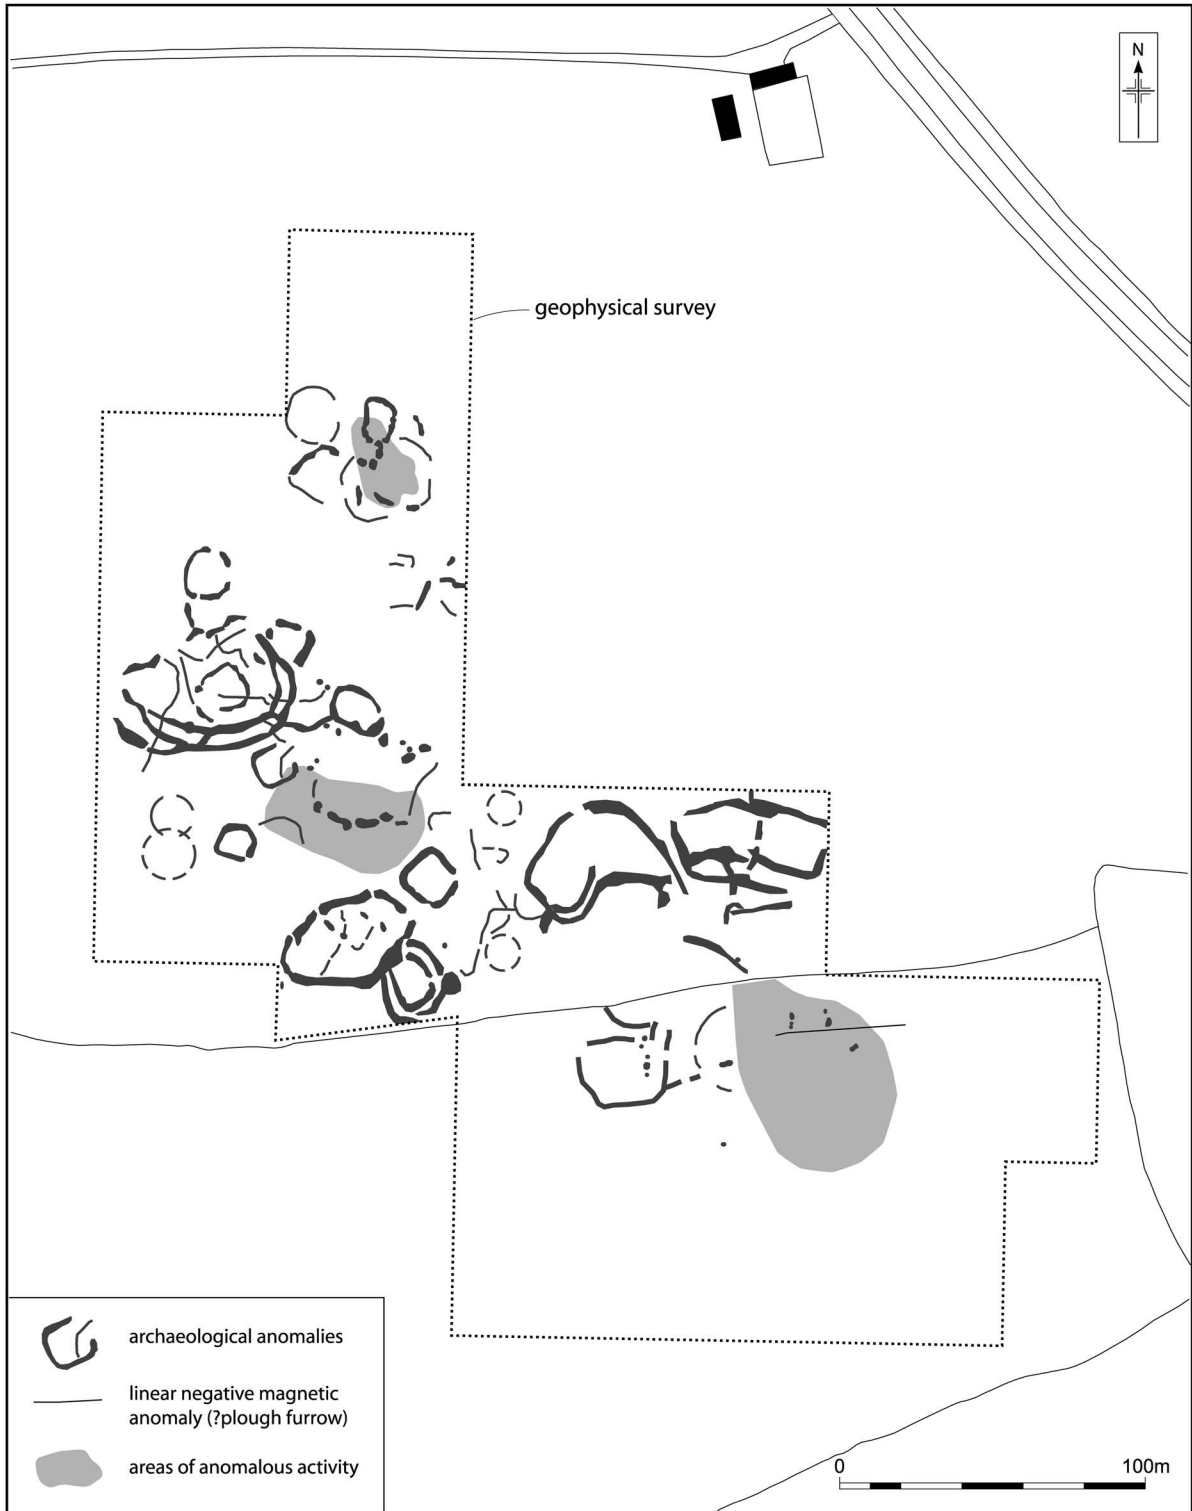 N
geophysical survey
archaeological anomalies
linear negative magnetic
anomaly (?plough furrow)
areas of anomalous activity
0 100m